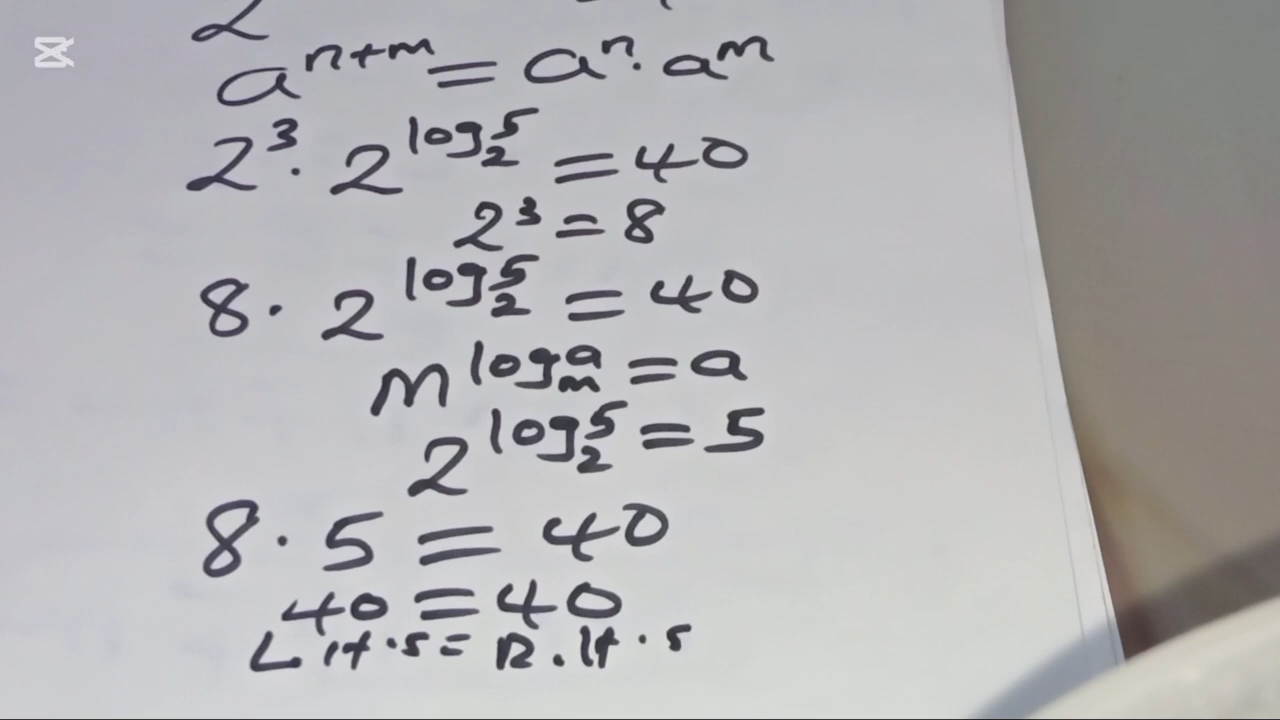 2
a^{n+m} = a^n · a^m
2^3 · 2^{log_2 5} = 40
2^3 = 8
8 · 2^{log_2 5} = 40
m^{log_m a} = a
2^{log_2 5} = 5
8 · 5 = 40
40 = 40
L.H.S = R.H.S